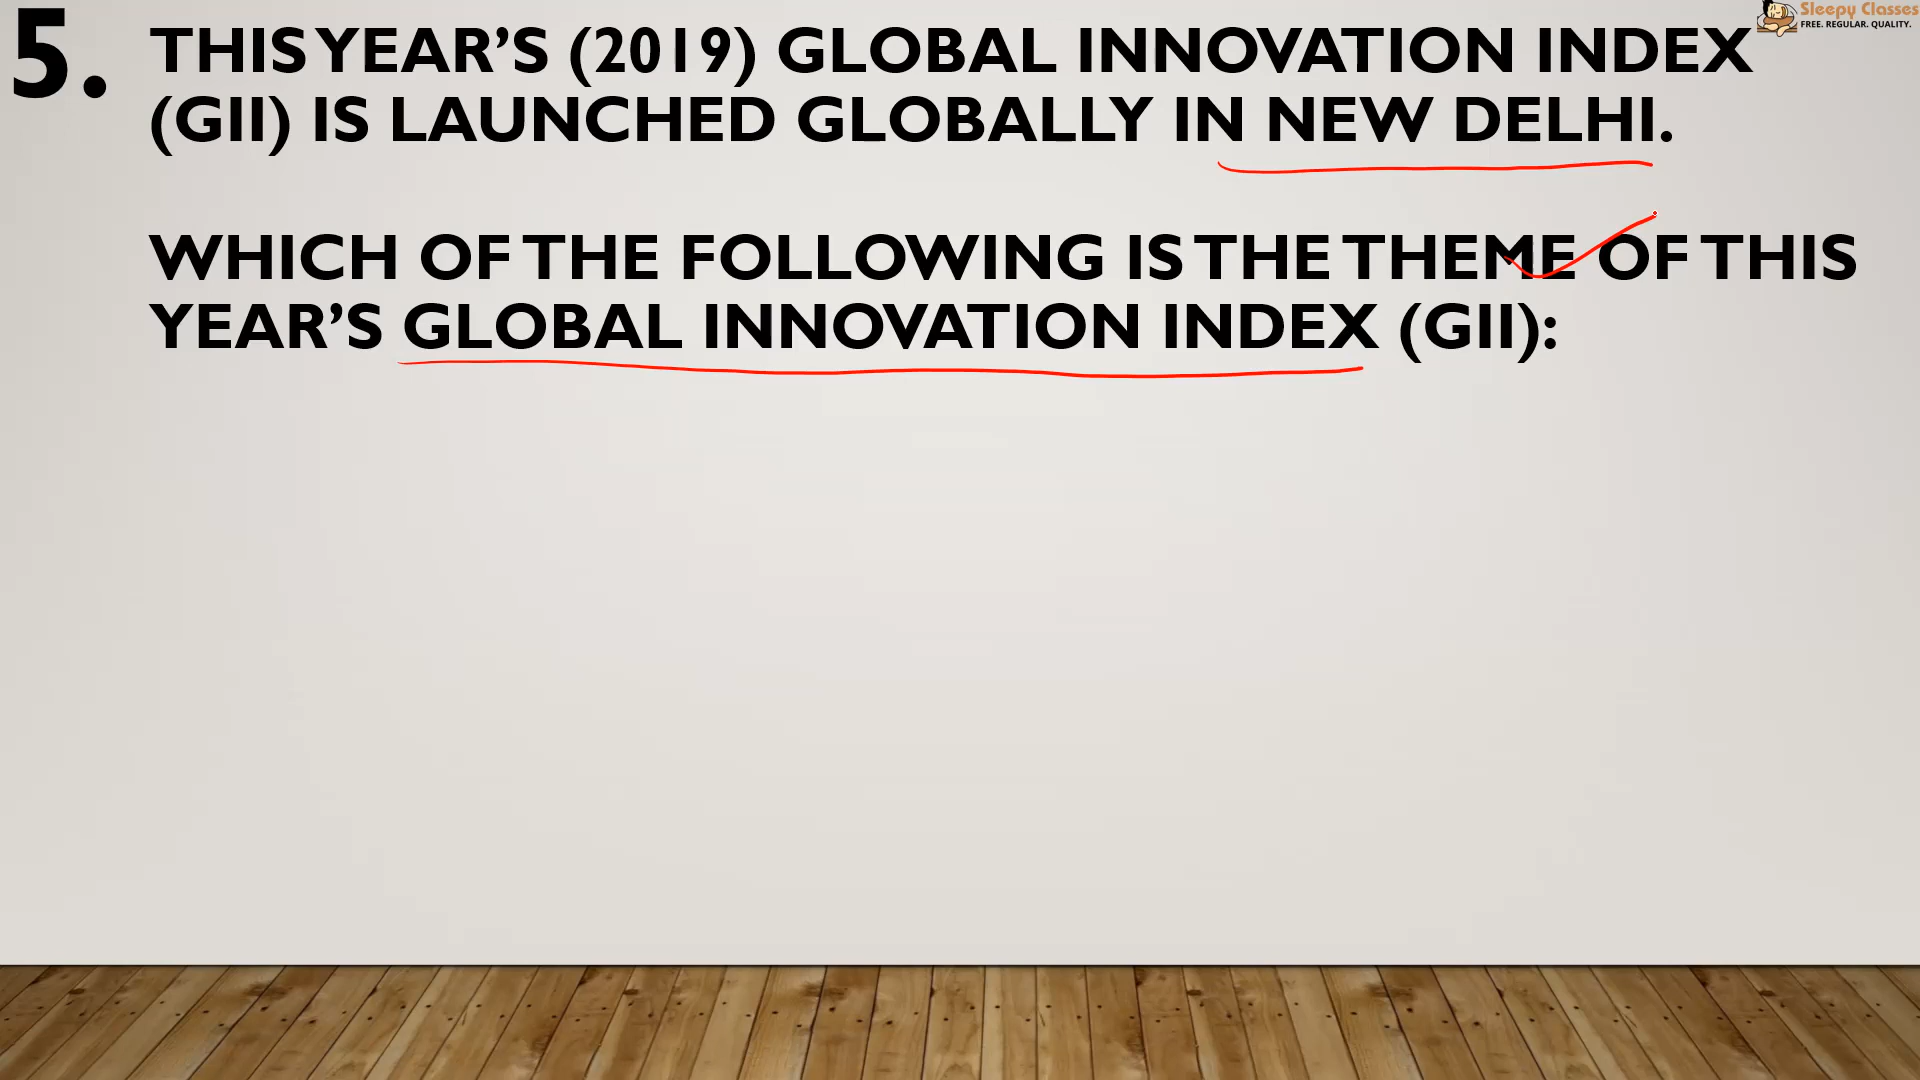 5.
THIS YEAR’S (2019) GLOBAL INNOVATION INDEX
(GII) IS LAUNCHED GLOBALLY IN NEW DELHI.
WHICH OF THE FOLLOWING IS THE THEME OF THIS
YEAR’S GLOBAL INNOVATION INDEX (GII):
Sleepy Classes
FREE. REGULAR. QUALITY.